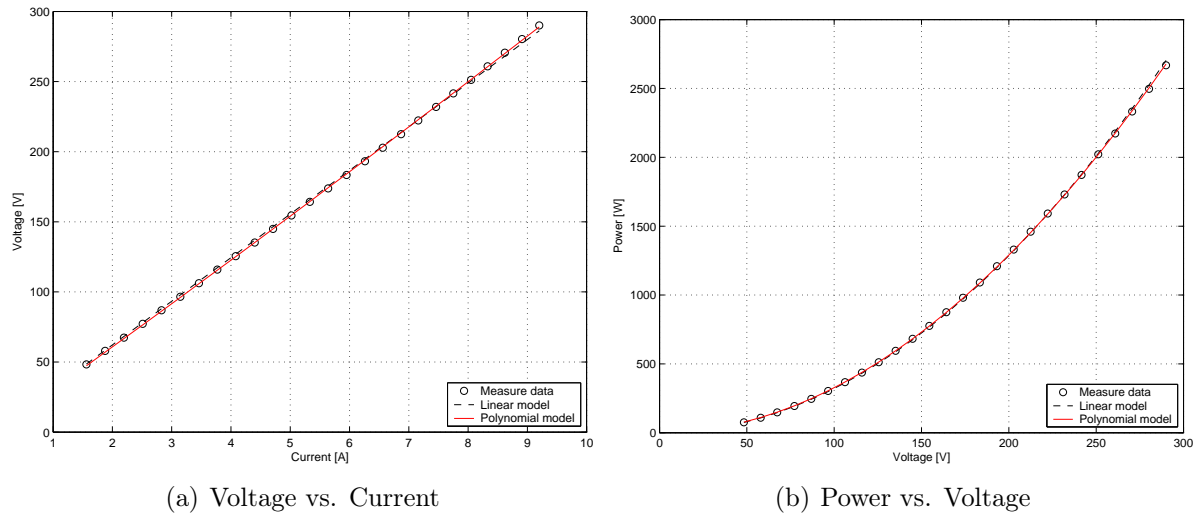 300
250
200
150
100
50
0
Voltage [V]
1 2 3 4 5 6 7 8 9 10
Current [A]
Measure data
Linear model
Polynomial model
(a) Voltage vs. Current
3000
2500
2000
1500
1000
500
0
Power [W]
0 50 100 150 200 250 300
Voltage [V]
Measure data
Linear model
Polynomial model
(b) Power vs. Voltage